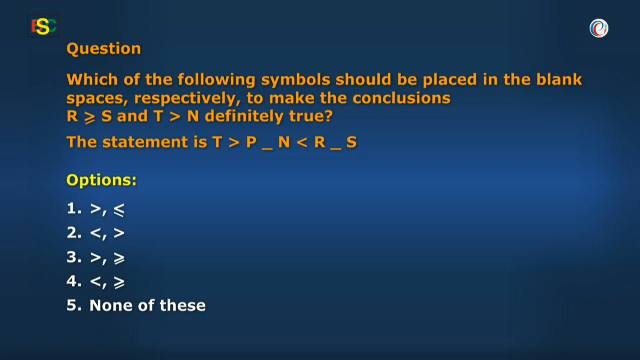 ESC
Question
Which of the following symbols should be placed in the blank
spaces, respectively, to make the conclusions
R ⩾ S and T > N definitely true?
The statement is T > P _ N < R _ S
Options:
1. >, ⩽
2. <, >
3. >, ⩾
4. <, ⩾
5. None of these